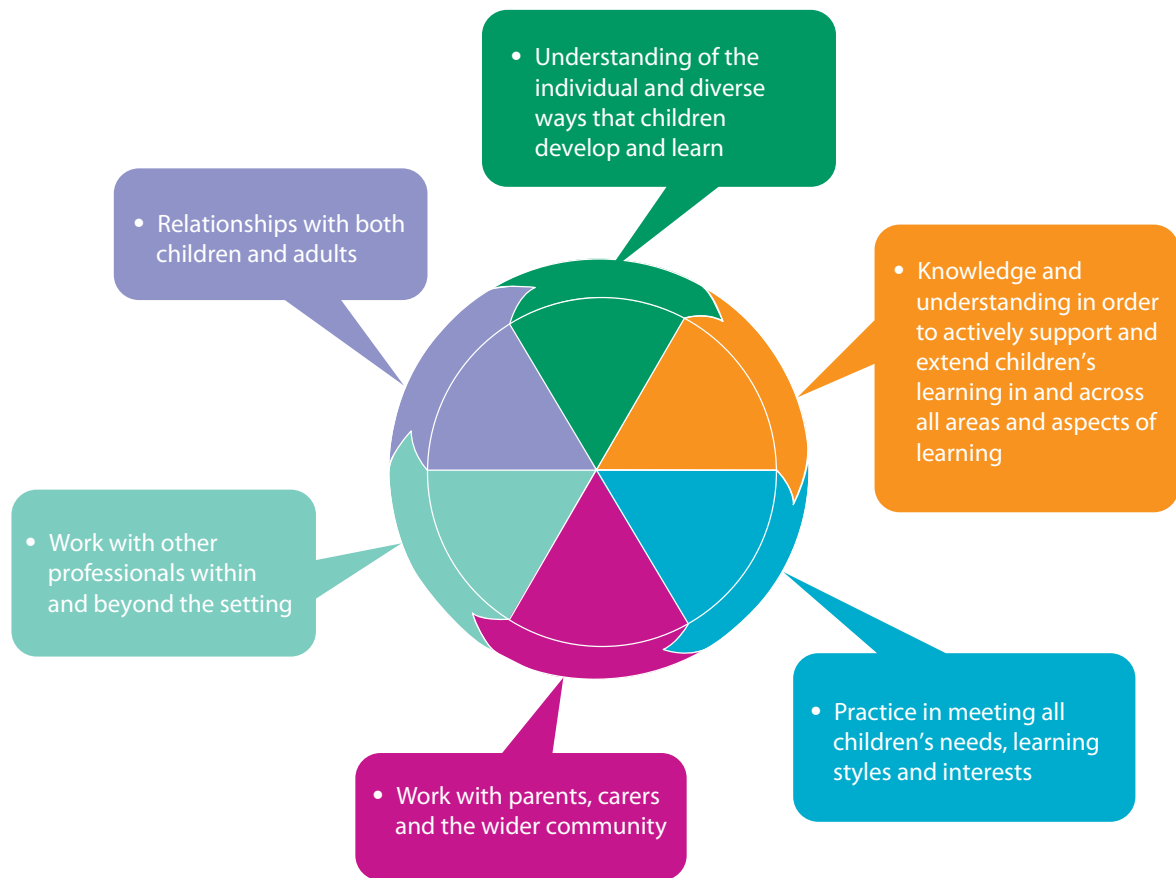 • Understanding of the
individual and diverse
ways that children
develop and learn
• Relationships with both
children and adults
• Knowledge and
understanding in order
to actively support and
extend children’s
learning in and across
all areas and aspects of
learning
• Work with other
professionals within
and beyond the setting
• Practice in meeting all
children’s needs, learning
styles and interests
• Work with parents, carers
and the wider community